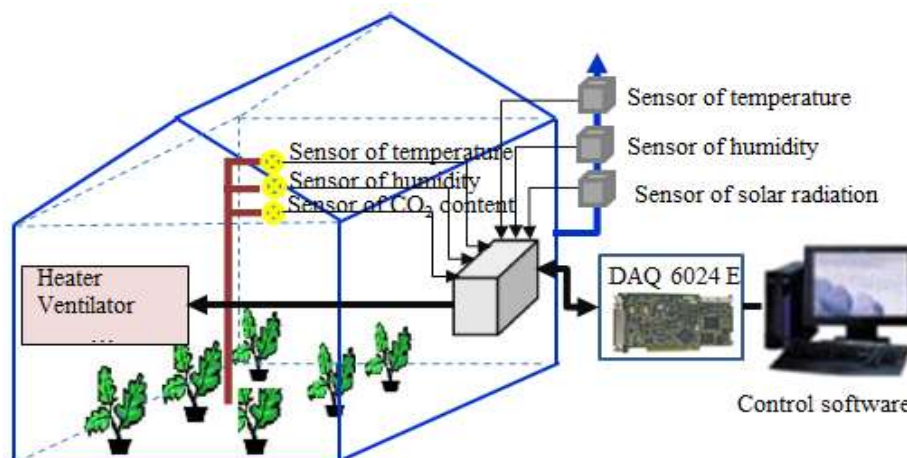 Sensor of temperature
Sensor of humidity
Sensor of solar radiation
Sensor of temperature
Sensor of humidity
Sensor of CO₂ content
Heater
Ventilator
...
DAQ 6024 E
Control software